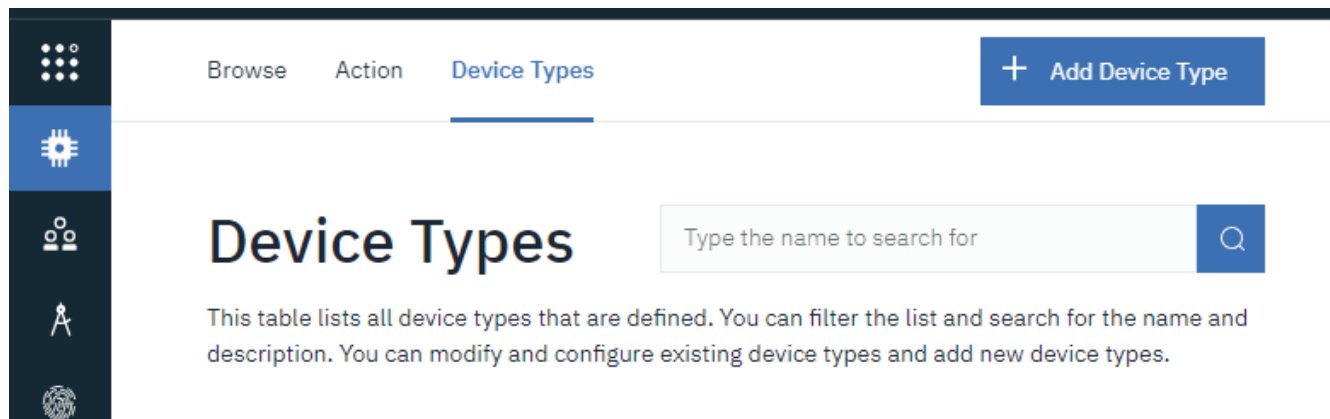 Browse Action Device Types + Add Device Type
Device Types
Type the name to search for
This table lists all device types that are defined. You can filter the list and search for the name and
description. You can modify and configure existing device types and add new device types.